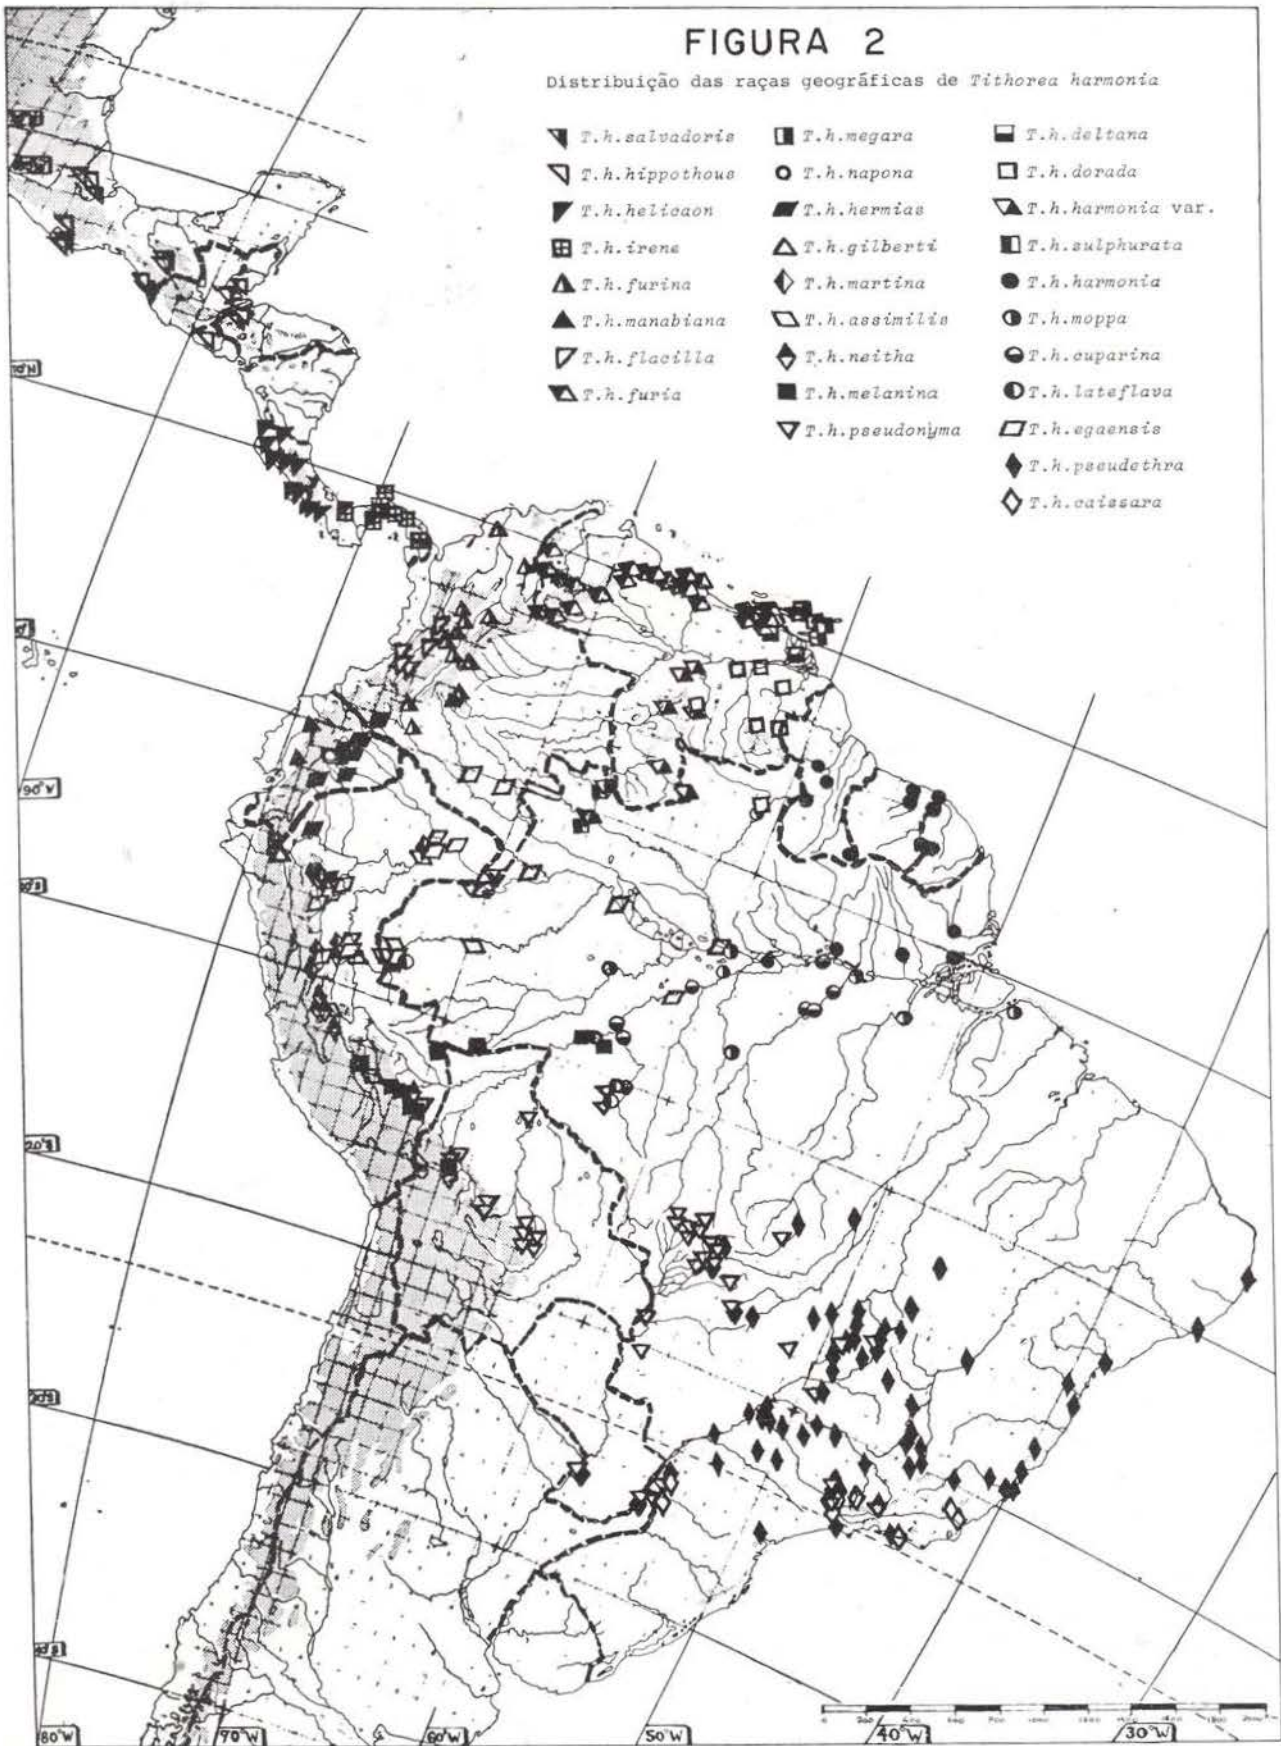 FIGURA 2
Distribuição das raças geográficas de Tithorea harmonia
T.h.salvadoris
T.h.hippothous
T.h.helicaon
T.h.irene
T.h.furina
T.h.manabiana
T.h.flacilla
T.h.furia
T.h.megara
T.h.napona
T.h.hermias
T.h.gilberti
T.h.martina
T.h.assimilis
T.h.neitha
T.h.melanina
T.h.pseudonyma
T.h.deltana
T.h.dorada
T.h.harmonia var.
T.h.sulphurata
T.h.harmonia
T.h.moppa
T.h.cuparina
T.h.lateflava
T.h.egaensis
T.h.pseudethra
T.h.caissara
20°S
80°W
70°W
60°W
50°W
40°W
30°W